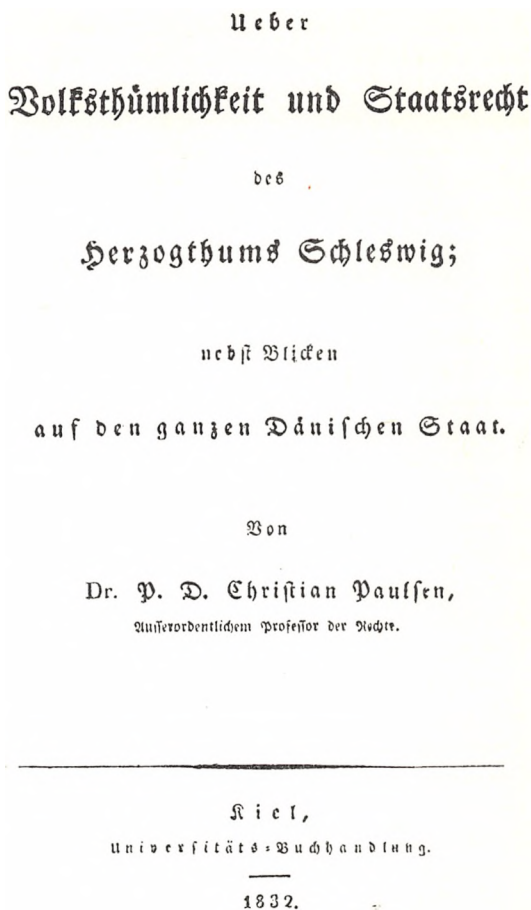 Ueber
Volksthümlichkeit und Staatsrecht
des
Herzogthums Schleswig;
nebst Blicken
auf den ganzen Dänischen Staat.
Von
Dr. P. D. Christian Paulsen,
Ausserordentlichem Professor der Rechte.
Kiel,
Universitäts-Buchhandlung.
1832.